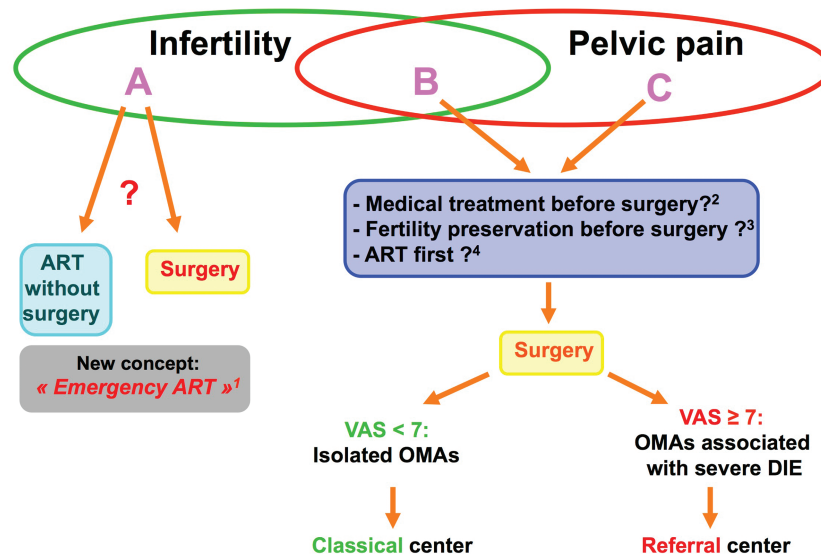 Infertility
Pelvic pain
A
B
C
?
- Medical treatment before surgery?²
- Fertility preservation before surgery ?³
- ART first ?⁴
ART
without
surgery
Surgery
New concept:
« Emergency ART »¹
Surgery
VAS < 7:
Isolated OMAs
VAS ≥ 7:
OMAs associated
with severe DIE
Classical center
Referral center